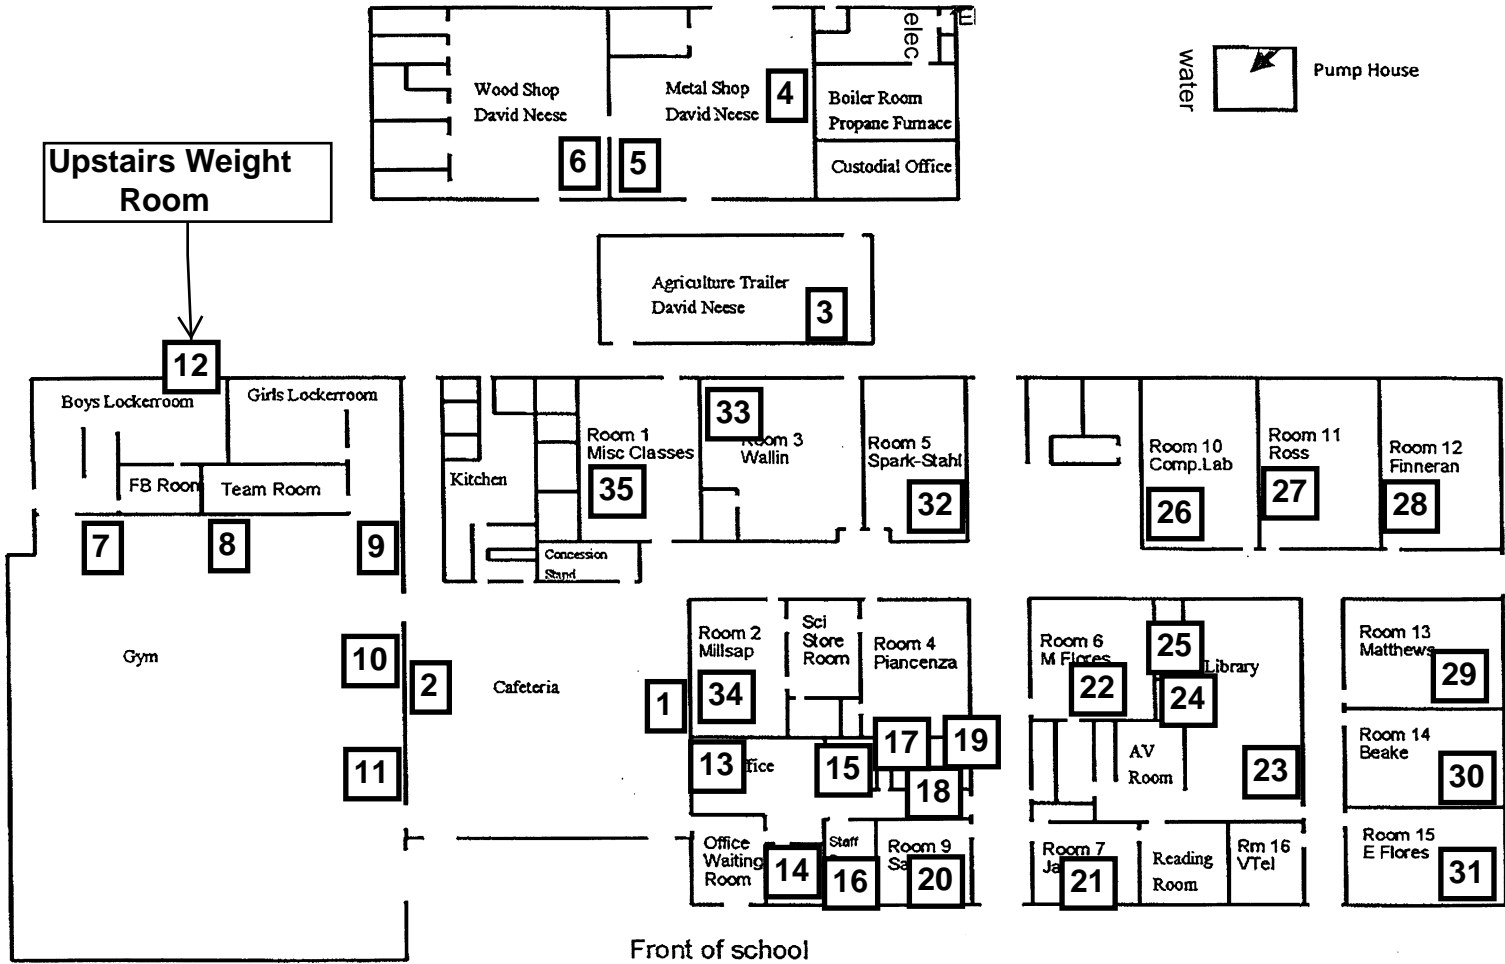 elec
E
water
Pump House
Wood Shop
David Neese
Metal Shop
David Neese
4
Boiler Room
Propane Furnace
Custodial Office
6
5
Upstairs Weight
Room
Agriculture Trailer
David Neese
3
12
Boys Lockerroom
Girls Lockerroom
FB Room
Team Room
7
8
9
Kitchen
Room 1
Misc Classes
35
33
Room 3
Wallin
Room 5
Spark-Stahl
32
Concession
Stand
Room 10
Comp.Lab
26
Room 11
Ross
27
Room 12
Finneran
28
Gym
10
11
2
Cafeteria
1
Room 2
Millsap
34
Sci
Store
Room
Room 4
Piancenza
13
ffice
15
17
19
18
Office
Waiting
Room
14
Staff
16
Room 9
Sa
20
Room 6
M Flores
22
25
Library
24
AV
Room
23
Room 7
Ja
21
Reading
Room
Rm 16
VTel
Room 13
Matthews
29
Room 14
Beake
30
Room 15
E Flores
31
Front of school